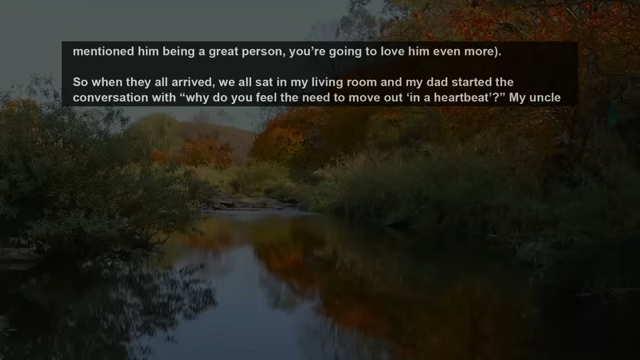 mentioned him being a great person, you’re going to love him even more).
So when they all arrived, we all sat in my living room and my dad started the
conversation with “why do you feel the need to move out ‘in a heartbeat’?” My uncle